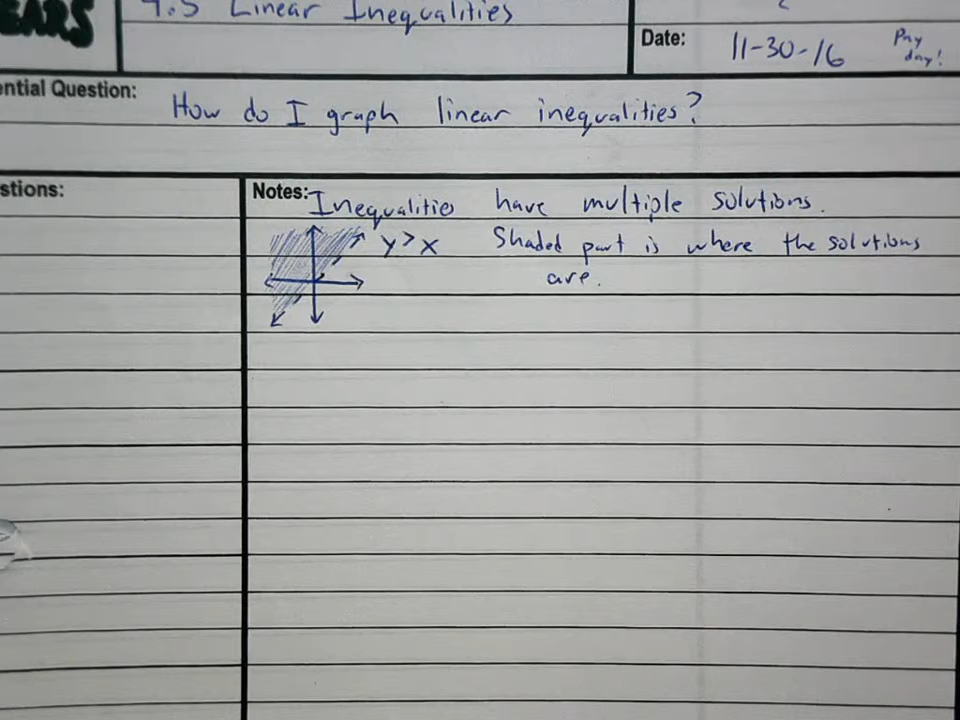 EARS
4.5 Linear Inequalities
Date: 11-30-16 Pay day!
ential Question:
How do I graph linear inequalities?
stions:
Notes: Inequalities have multiple solutions.
y > x Shaded part is where the solutions
are.